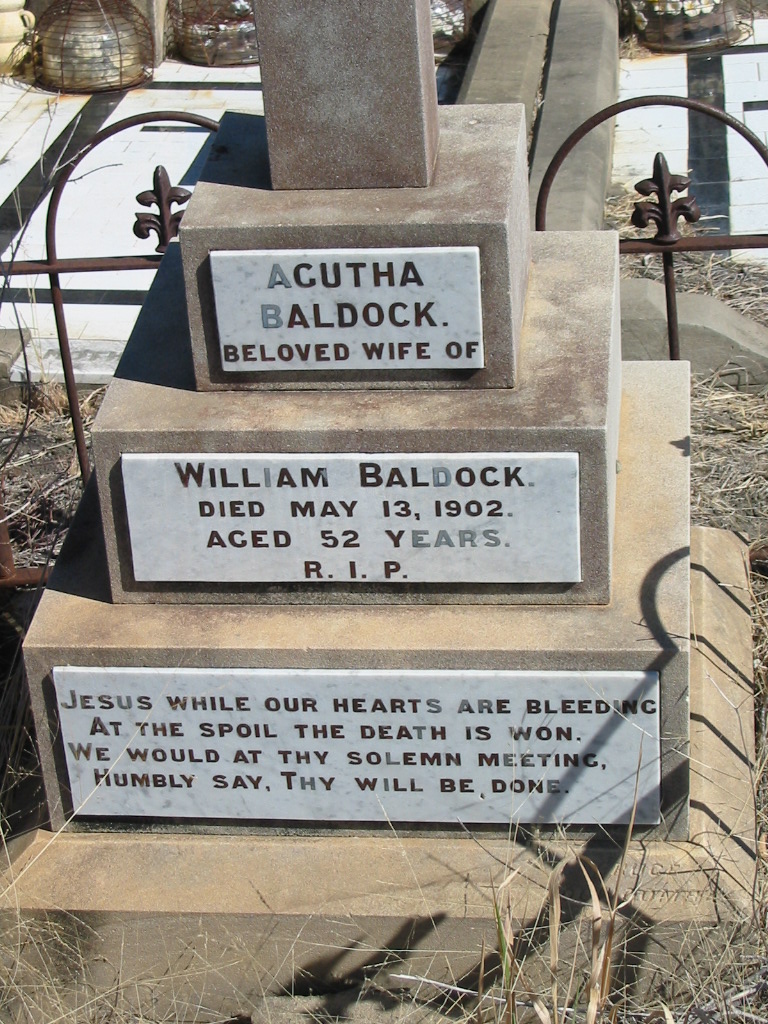 AGUTHA
BALDOCK.
BELOVED WIFE OF
WILLIAM BALDOCK.
DIED MAY 13, 1902.
AGED 52 YEARS.
R. I. P.
JESUS WHILE OUR HEARTS ARE BLEEDING
AT THE SPOIL THE DEATH IS WON.
WE WOULD AT THY SOLEMN MEETING,
HUMBLY SAY, THY WILL BE DONE.